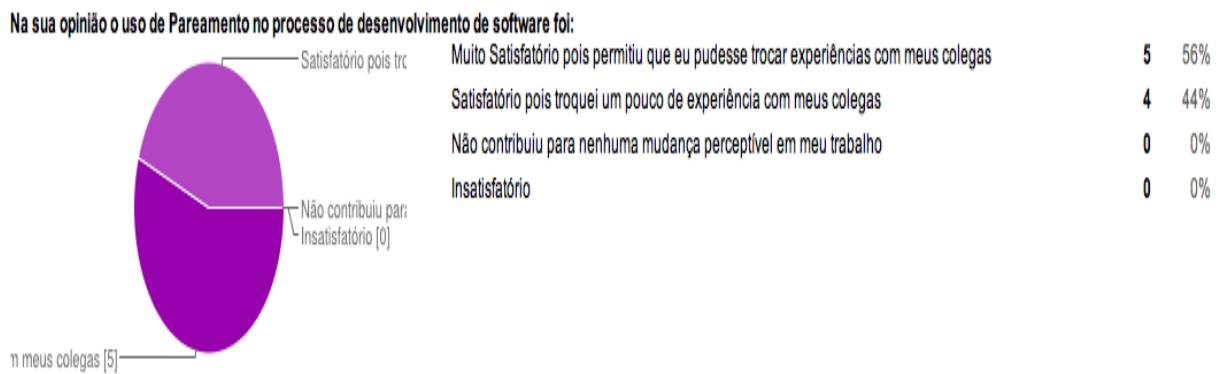 Na sua opinião o uso de Pareamento no processo de desenvolvimento de software foi:
Satisfatório pois trc
Não contribuiu para
Insatisfatório [0]
meus colegas [5]
Muito Satisfatório pois permitiu que eu pudesse trocar experiências com meus colegas 5 56%
Satisfatório pois troquei um pouco de experiência com meus colegas 4 44%
Não contribuiu para nenhuma mudança perceptível em meu trabalho 0 0%
Insatisfatório 0 0%